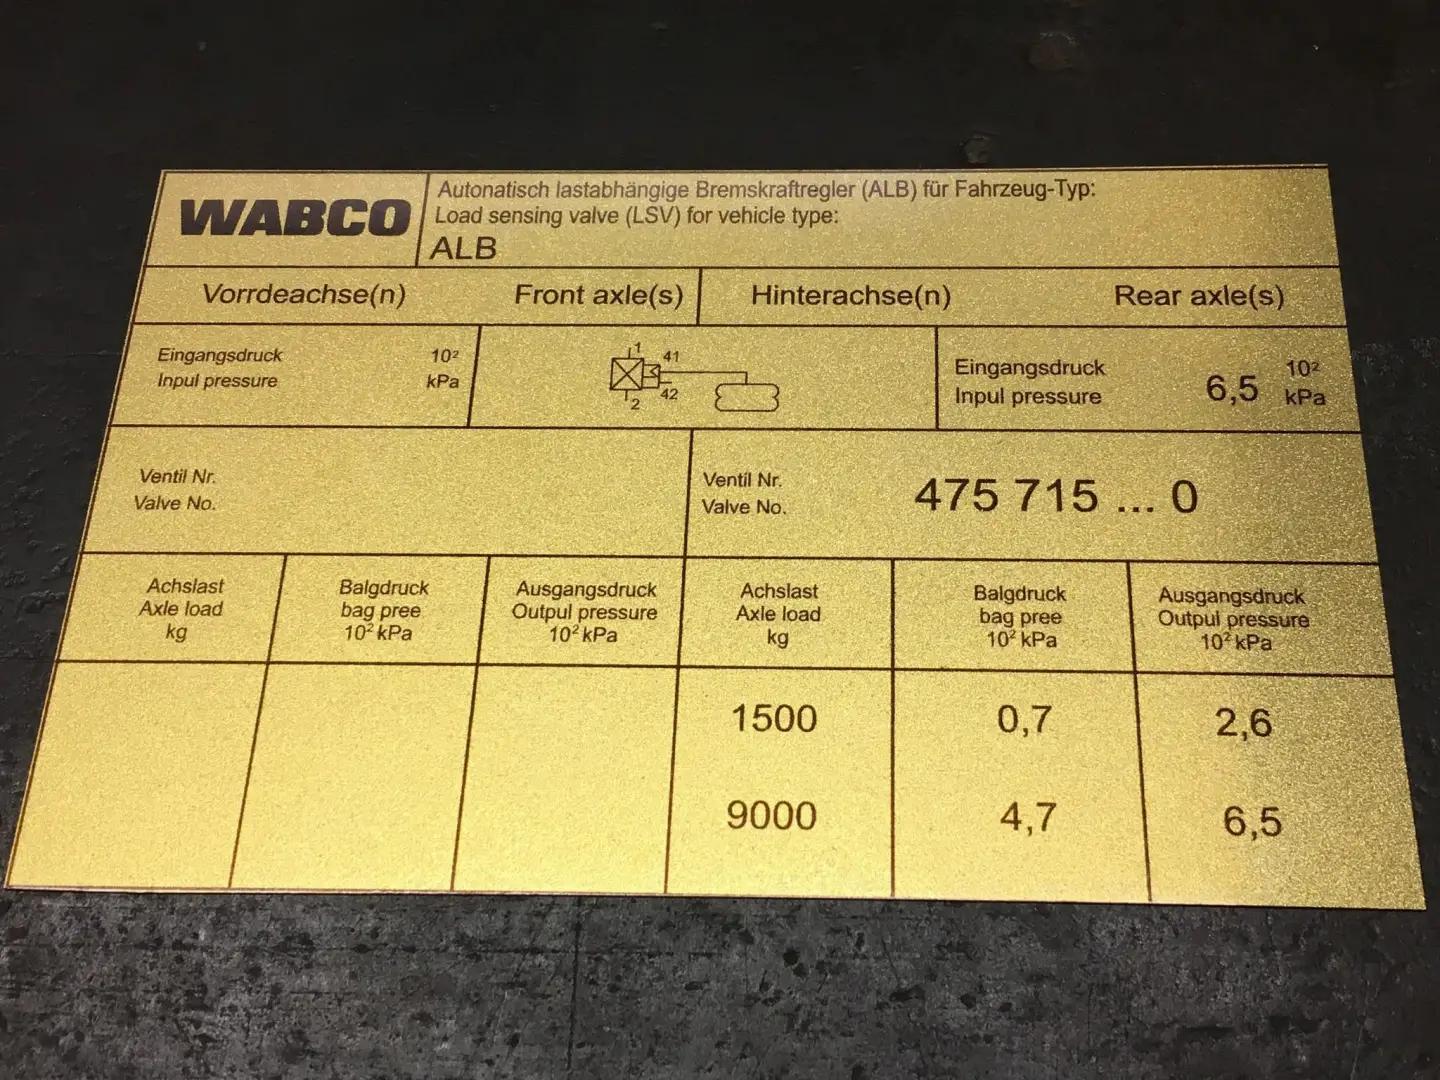 WABCO
Autonatisch lastabhängige Bremskraftregler (ALB) für Fahrzeug-Typ:
Load sensing valve (LSV) for vehicle type:
ALB
Vorrdeachse(n) Front axle(s) Hinterachse(n) Rear axle(s)
Eingangsdruck 10²
Inpul pressure kPa
1 41
2 42
Eingangsdruck 10²
Inpul pressure 6,5 kPa
Ventil Nr.
Valve No.
Ventil Nr.
Valve No. 475 715 ... 0
Achslast
Axle load
kg
Balgdruck
bag pree
10² kPa
Ausgangsdruck
Outpul pressure
10² kPa
Achslast
Axle load
kg
Balgdruck
bag pree
10² kPa
Ausgangsdruck
Outpul pressure
10² kPa
1500 0,7 2,6
9000 4,7 6,5